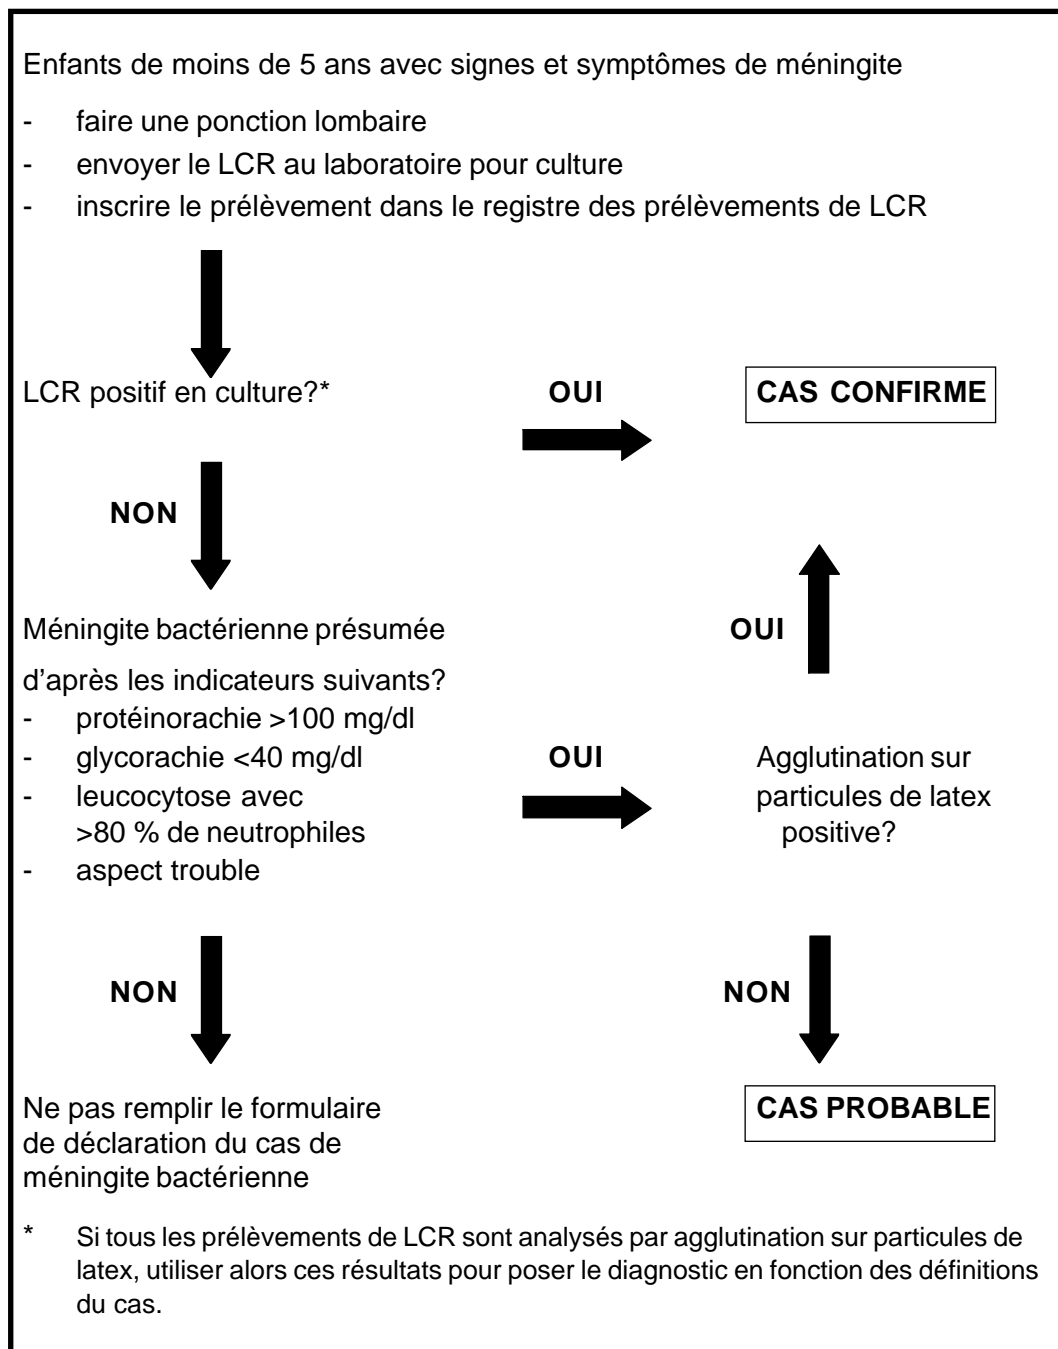 Enfants de moins de 5 ans avec signes et symptômes de méningite
- faire une ponction lombaire
- envoyer le LCR au laboratoire pour culture
- inscrire le prélèvement dans le registre des prélèvements de LCR
LCR positif en culture?*
OUI
CAS CONFIRME
NON
Méningite bactérienne présumée
d'après les indicateurs suivants?
- protéinorachie >100 mg/dl
- glycorachie <40 mg/dl
- leucocytose avec
>80 % de neutrophiles
- aspect trouble
OUI
OUI
Agglutination sur
particules de latex
positive?
NON
NON
Ne pas remplir le formulaire
de déclaration du cas de
méningite bactérienne
CAS PROBABLE
* Si tous les prélèvements de LCR sont analysés par agglutination sur particules de
latex, utiliser alors ces résultats pour poser le diagnostic en fonction des définitions
du cas.